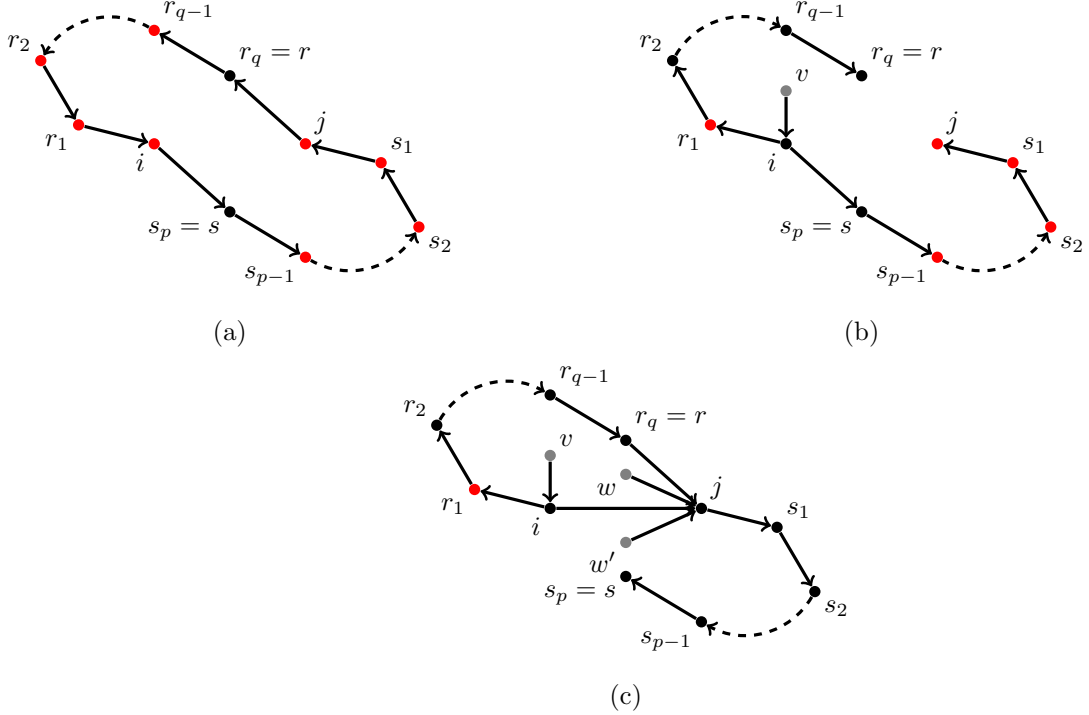 r_{q-1}
r_2
r_q = r
r_1
i
j
s_1
s_p = s
s_2
s_{p-1}
(a)
r_{q-1}
r_2
r_q = r
v
r_1
i
j
s_1
s_p = s
s_2
s_{p-1}
(b)
r_{q-1}
r_2
r_q = r
v
w
j
r_1
i
s_1
w'
s_p = s
s_2
s_{p-1}
(c)